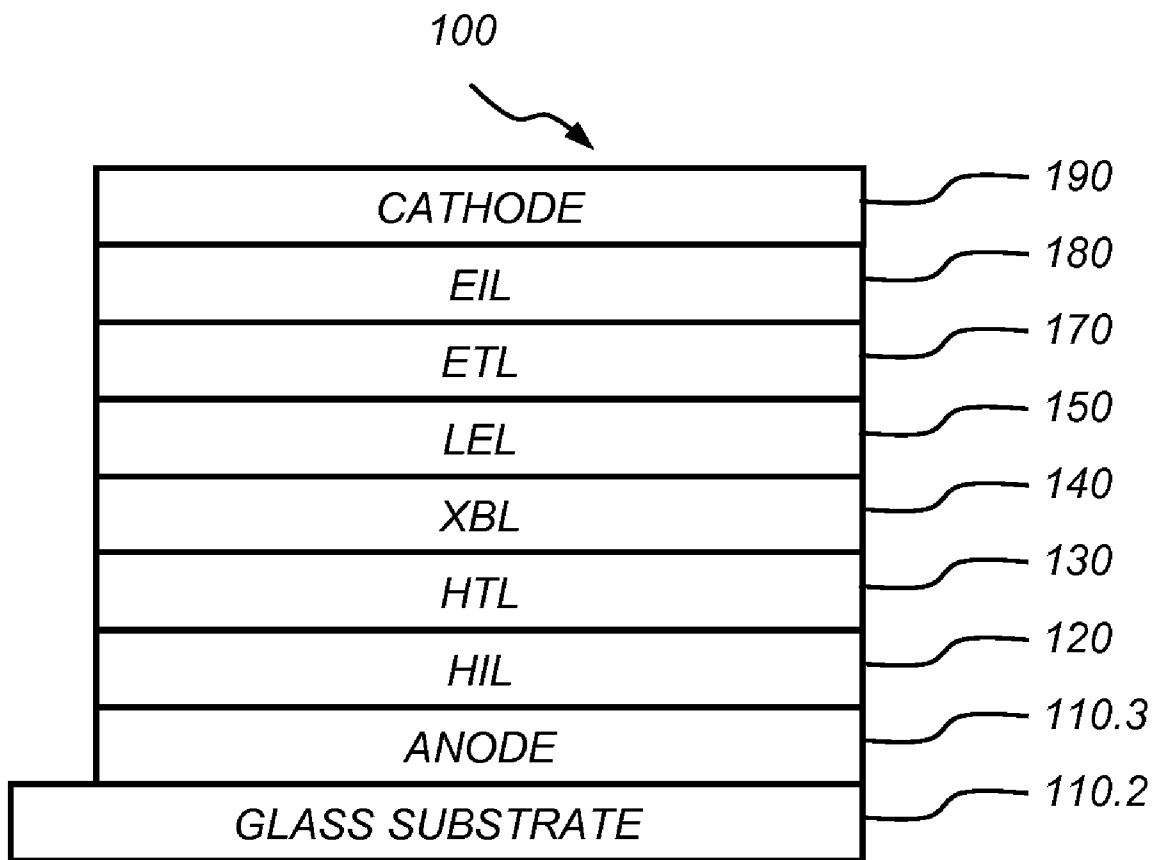 100
CATHODE 190
EIL 180
ETL 170
LEL 150
XBL 140
HTL 130
HIL 120
ANODE 110.3
GLASS SUBSTRATE 110.2